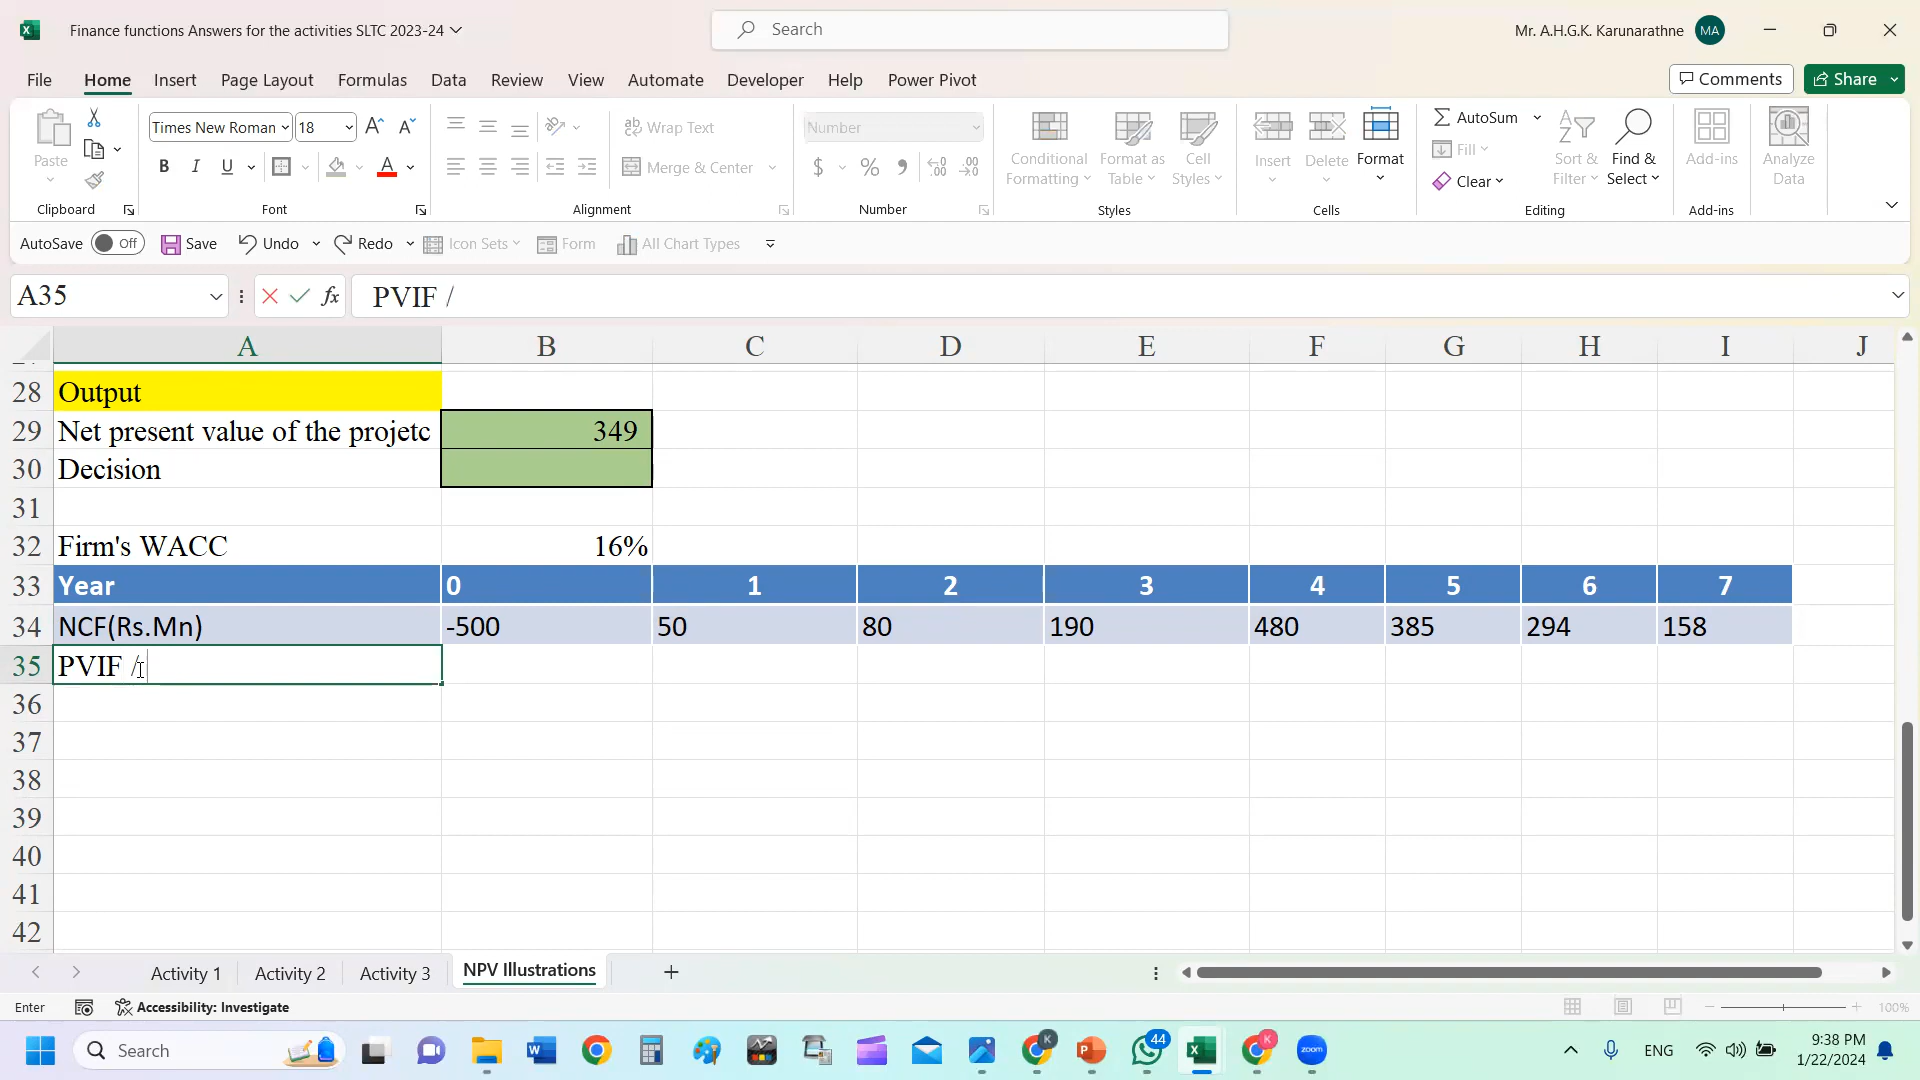 Finance functions Answers for the activities SLTC 2023-24
Search
Mr. A.H.G.K. Karunarathne MA
File Home Insert Page Layout Formulas Data Review View Automate Developer Help Power Pivot
Comments Share
Paste
Clipboard
Times New Roman 18
B I U
Font
Wrap Text
Merge & Center
Alignment
Number
$ %
Number
Conditional Formatting
Format as Table
Cell Styles
Styles
Insert
Delete
Format
Cells
AutoSum
Fill
Clear
Sort & Filter
Find & Select
Editing
Add-ins
Add-ins
Analyze Data
AutoSave Off Save Undo Redo Icon Sets Form All Chart Types
A35 fx PVIF /
A B C D E F G H I J
28 Output
29 Net present value of the projetc 349
30 Decision
31
32 Firm's WACC 16%
33 Year 0 1 2 3 4 5 6 7
34 NCF(Rs.Mn) -500 50 80 190 480 385 294 158
35 PVIF /
36
37
38
39
40
41
42
Activity 1 Activity 2 Activity 3 NPV Illustrations
Enter Accessibility: Investigate 100%
Search
44
K
K
zoom
ENG
9:38 PM
1/22/2024